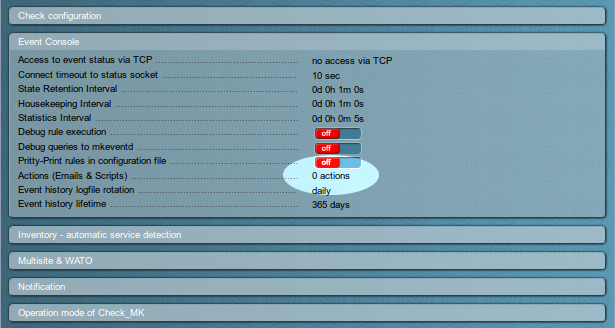 Check configuration
Event Console
Access to event status via TCP no access via TCP
Connect timeout to status socket 10 sec
State Retention Interval 0d 0h 1m 0s
Housekeeping Interval 0d 0h 1m 0s
Statistics Interval 0d 0h 0m 5s
Debug rule execution off
Debug queries to mkeventd off
Pritty-Print rules in configuration file off
Actions (Emails & Scripts) 0 actions
Event history logfile rotation daily
Event history lifetime 365 days
Inventory - automatic service detection
Multisite & WATO
Notification
Operation mode of Check_MK